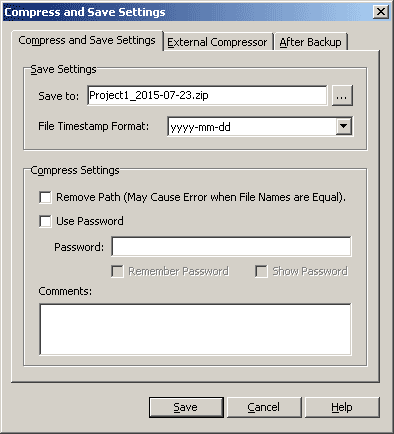 Compress and Save Settings
Compress and Save Settings External Compressor After Backup
Save Settings
Save to: Project1_2015-07-23.zip ...
File Timestamp Format: yyyy-mm-dd
Compress Settings
Remove Path (May Cause Error when File Names are Equal).
Use Password
Password:
Remember Password Show Password
Comments:
Save Cancel Help